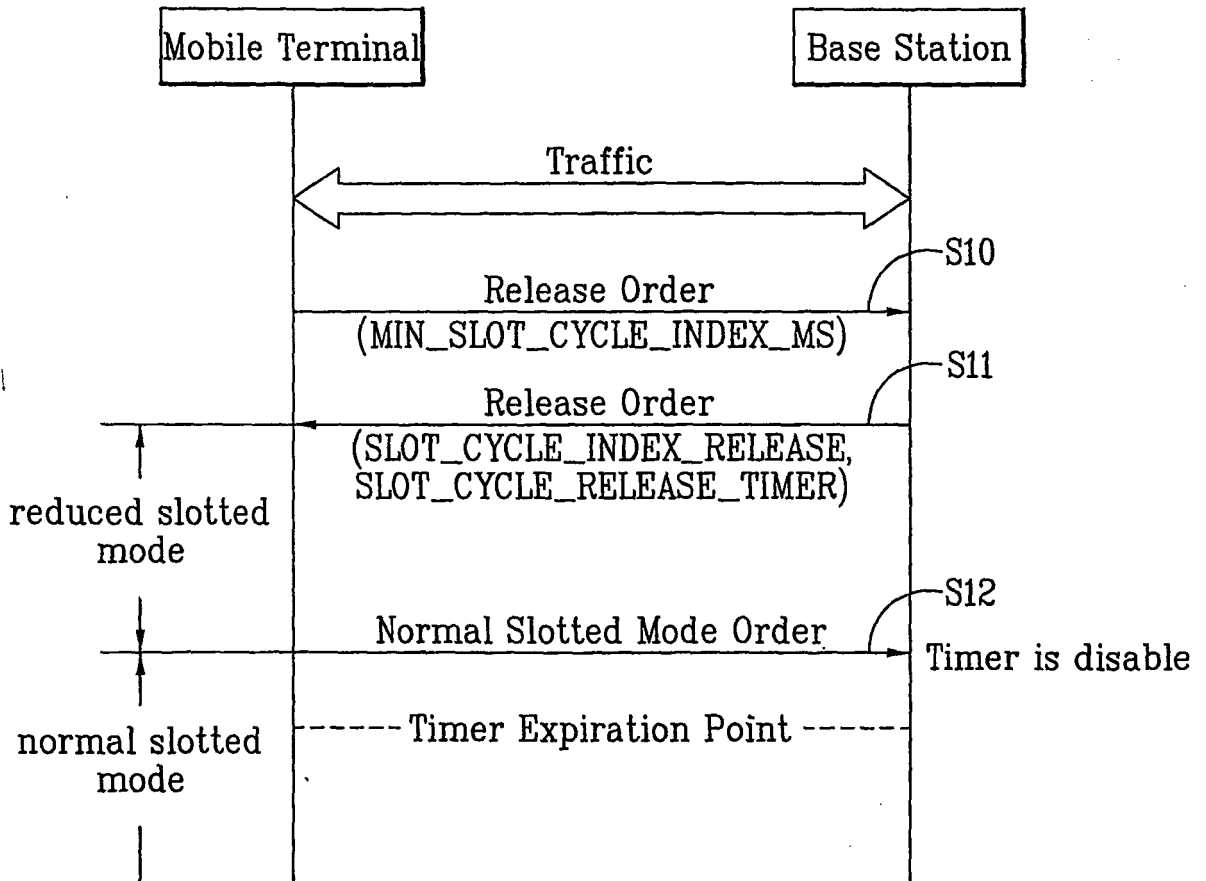 Mobile Terminal
Base Station
Traffic
S10
Release Order
(MIN_SLOT_CYCLE_INDEX_MS)
S11
Release Order
(SLOT_CYCLE_INDEX_RELEASE,
SLOT_CYCLE_RELEASE_TIMER)
reduced slotted
mode
S12
Normal Slotted Mode Order
Timer is disable
Timer Expiration Point
normal slotted
mode